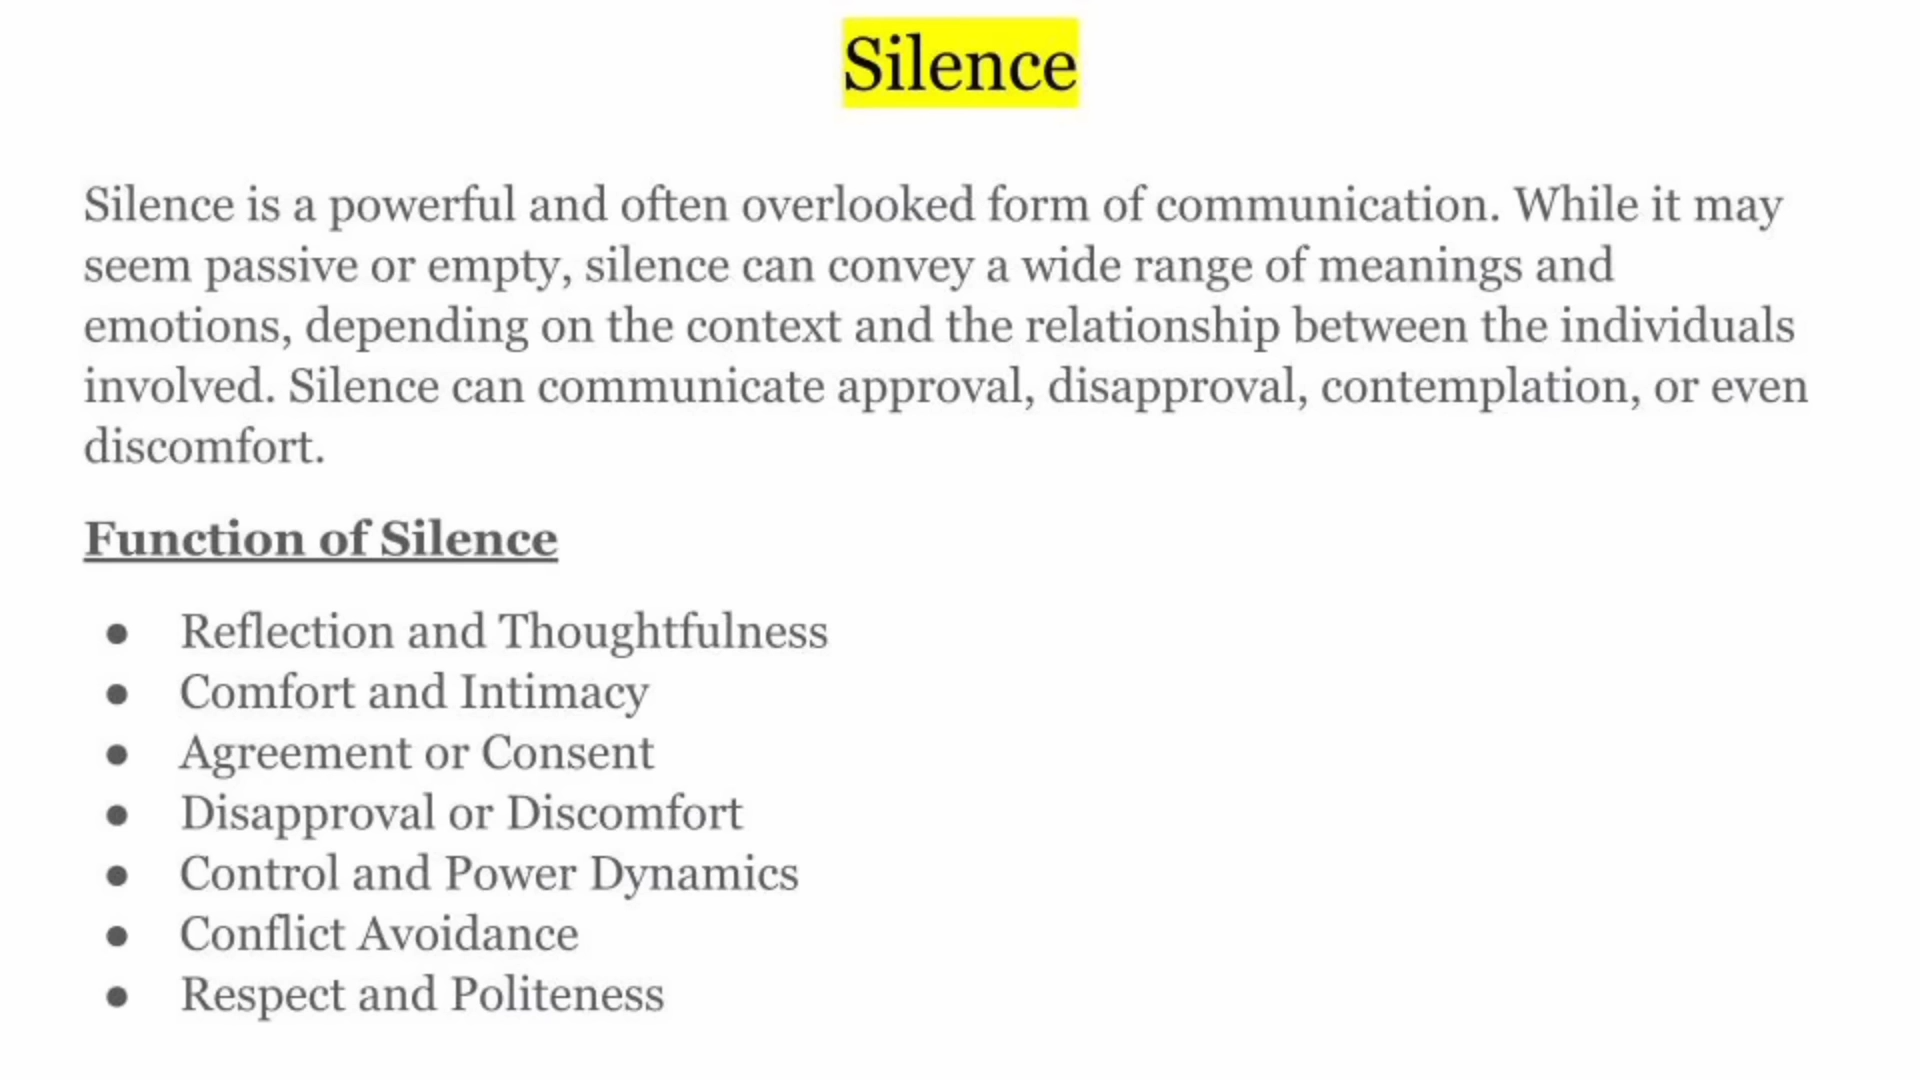 Silence
Silence is a powerful and often overlooked form of communication. While it may
seem passive or empty, silence can convey a wide range of meanings and
emotions, depending on the context and the relationship between the individuals
involved. Silence can communicate approval, disapproval, contemplation, or even
discomfort.
Function of Silence
● Reflection and Thoughtfulness
● Comfort and Intimacy
● Agreement or Consent
● Disapproval or Discomfort
● Control and Power Dynamics
● Conflict Avoidance
● Respect and Politeness